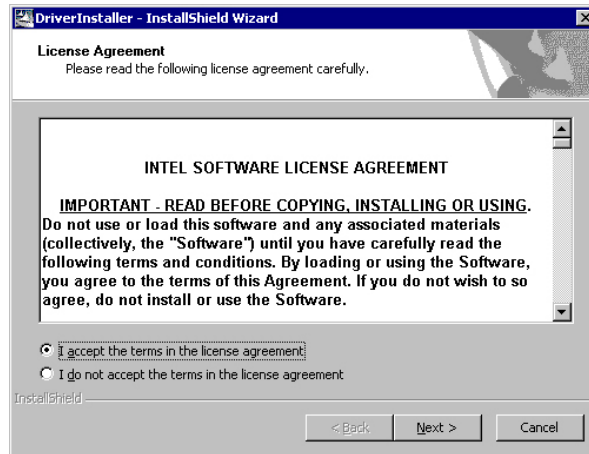 DriverInstaller - InstallShield Wizard
License Agreement
Please read the following license agreement carefully.
INTEL SOFTWARE LICENSE AGREEMENT
IMPORTANT - READ BEFORE COPYING, INSTALLING OR USING.
Do not use or load this software and any associated materials
(collectively, the "Software") until you have carefully read the
following terms and conditions. By loading or using the Software,
you agree to the terms of this Agreement. If you do not wish to so
agree, do not install or use the Software.
I accept the terms in the license agreement
I do not accept the terms in the license agreement
InstallShield
< Back
Next >
Cancel